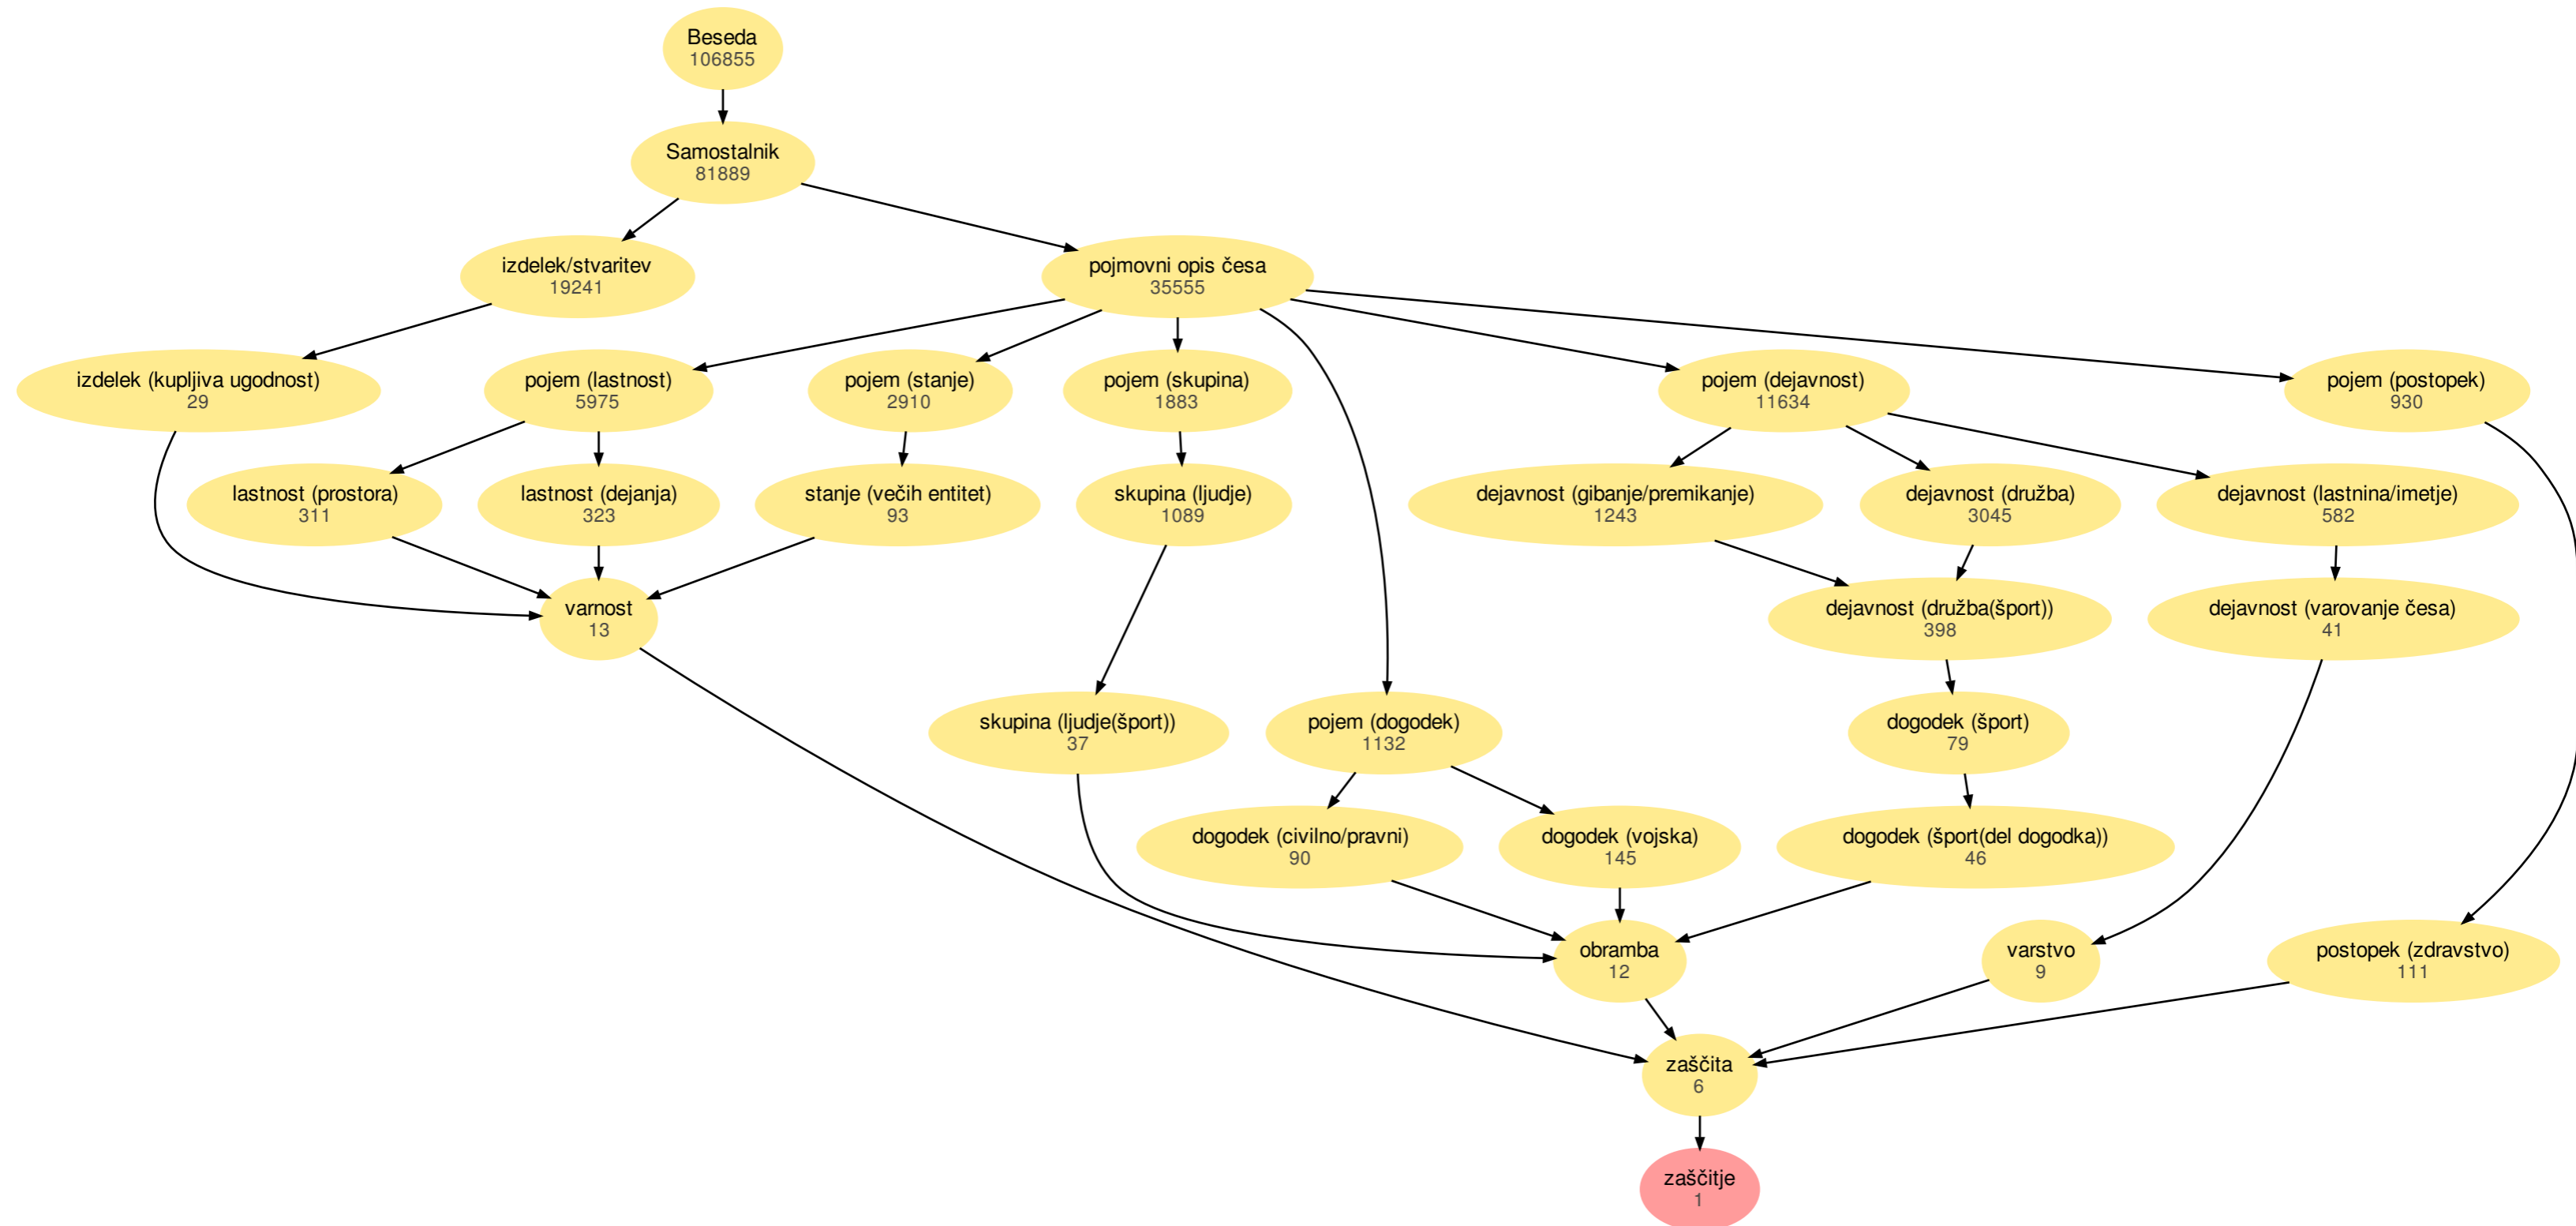 Beseda
106855
Samostalnik
81889
izdelek/stvaritev
19241
pojmovni opis česa
35555
izdelek (kupljiva ugodnost)
29
pojem (lastnost)
5975
pojem (stanje)
2910
pojem (skupina)
1883
pojem (dejavnost)
11634
pojem (postopek)
930
lastnost (prostora)
311
lastnost (dejanja)
323
stanje (večih entitet)
93
skupina (ljudje)
1089
dejavnost (gibanje/premikanje)
1243
dejavnost (družba)
3045
dejavnost (lastnina/imetje)
582
varnost
13
dejavnost (družba(šport))
398
dejavnost (varovanje česa)
41
skupina (ljudje(šport))
37
pojem (dogodek)
1132
dogodek (šport)
79
dogodek (civilno/pravni)
90
dogodek (vojska)
145
dogodek (šport(del dogodka))
46
obramba
12
varstvo
9
postopek (zdravstvo)
111
zaščita
6
zaščitje
1